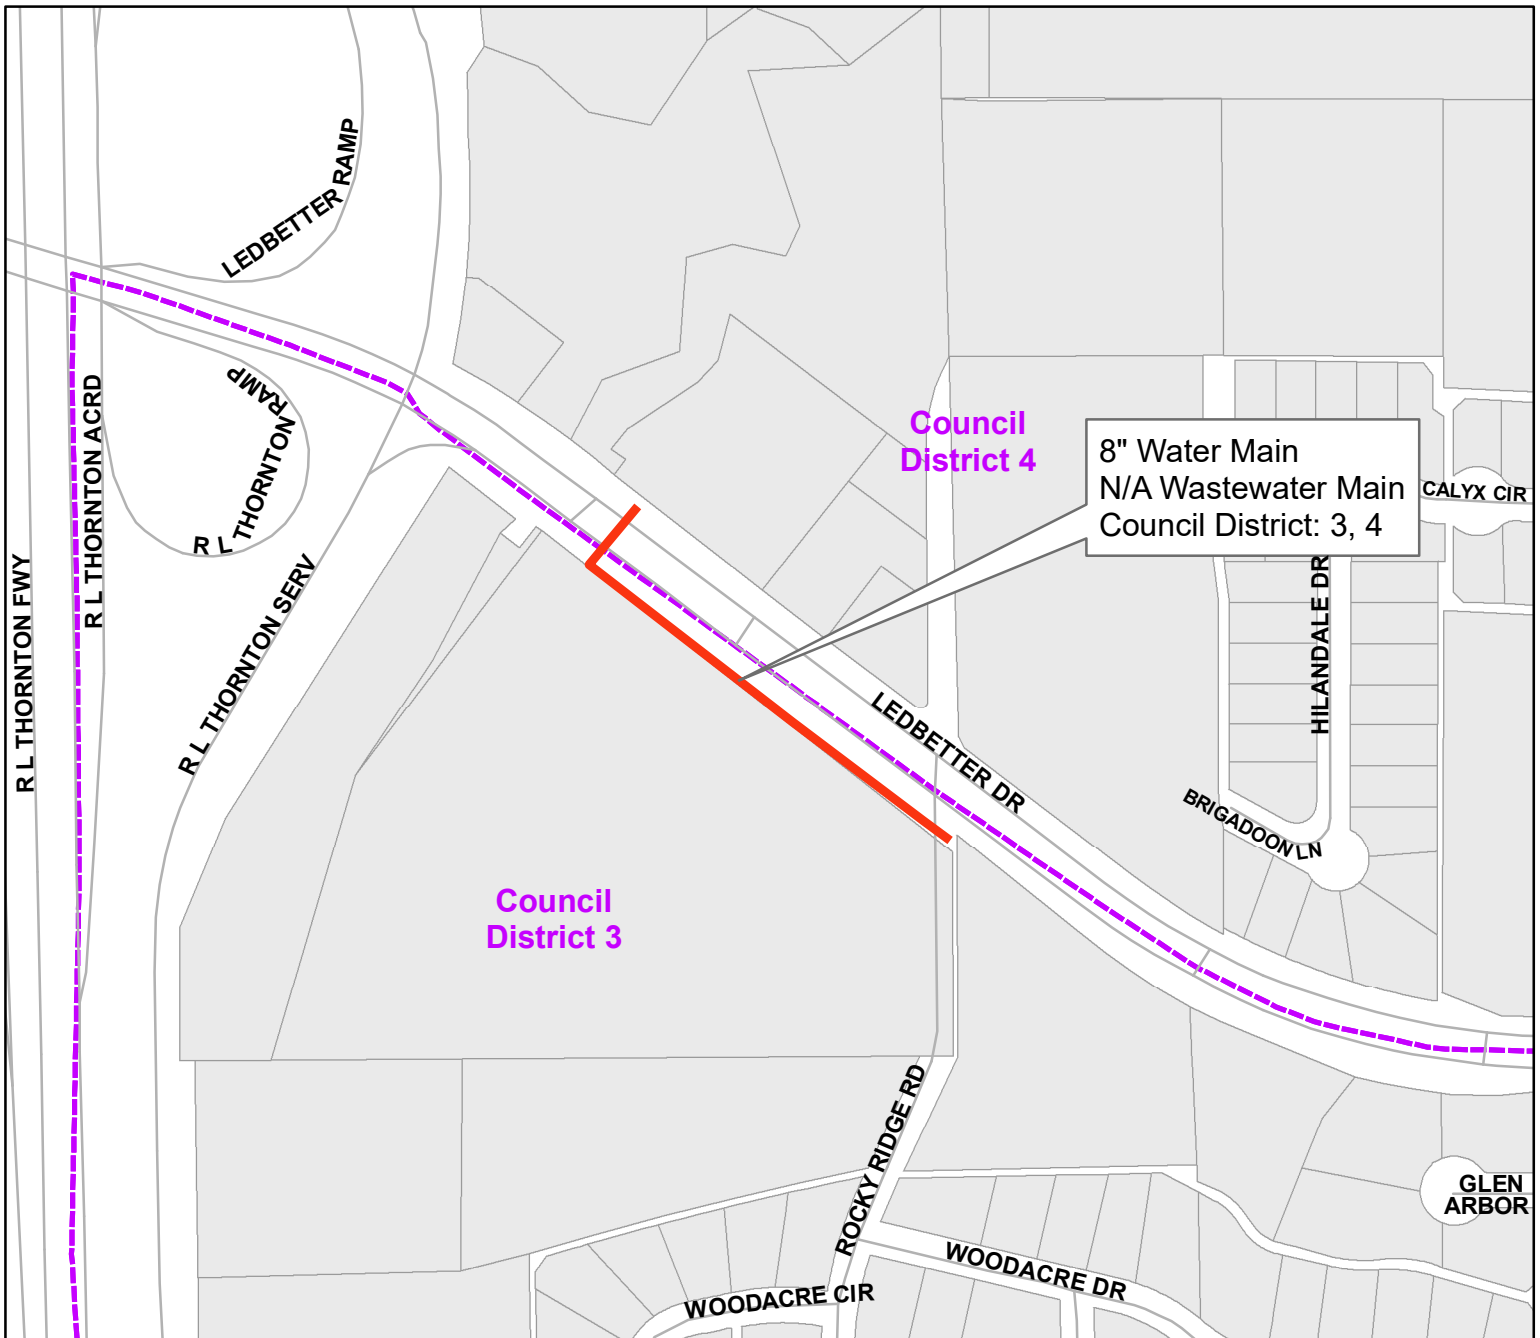 LEDBETTER RAMP
R L THORNTON RAMP
R L THORNTON ACRD
R L THORNTON FWY
R L THORNTON SERV
Council
District 4
8" Water Main
N/A Wastewater Main
Council District: 3, 4
CALYX CIR
HILANDALE DR
LEDBETTER DR
BRIGADOON LN
Council
District 3
ROCKY RIDGE RD
GLEN
ARBOR
WOODACRE DR
WOODACRE CIR